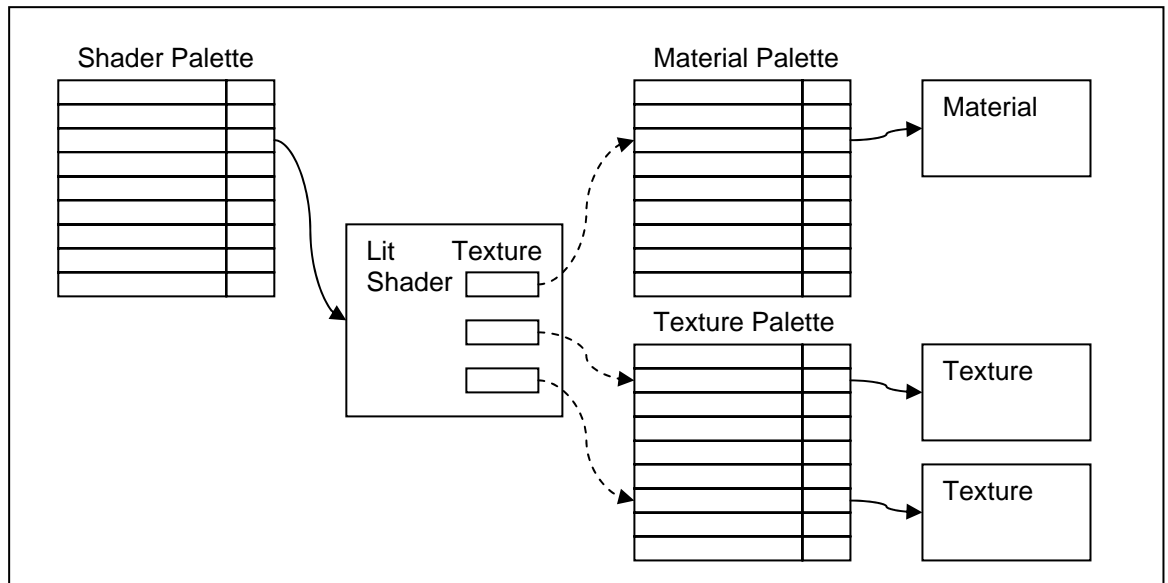 Shader Palette
Material Palette
Material
Lit Texture
Shader
Texture Palette
Texture
Texture